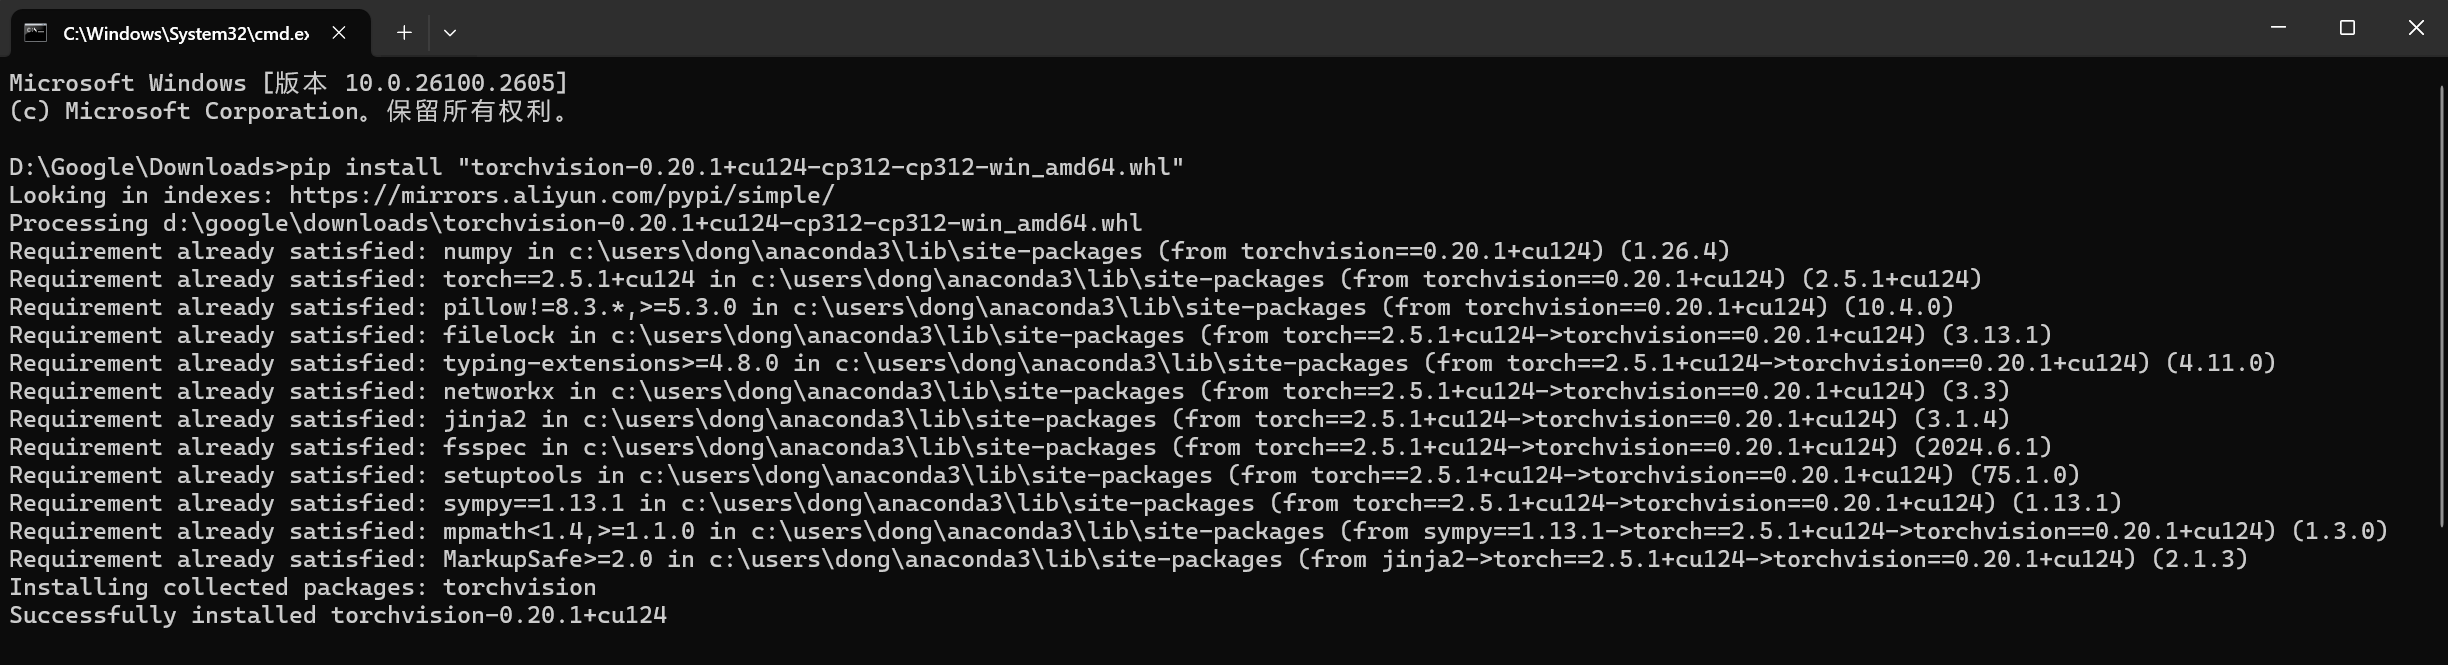 C:\Windows\System32\cmd.ex
Microsoft Windows [版本 10.0.26100.2605]
(c) Microsoft Corporation。保留所有权利。
D:\Google\Downloads>pip install "torchvision-0.20.1+cu124-cp312-cp312-win_amd64.whl"
Looking in indexes: https://mirrors.aliyun.com/pypi/simple/
Processing d:\google\downloads\torchvision-0.20.1+cu124-cp312-cp312-win_amd64.whl
Requirement already satisfied: numpy in c:\users\dong\anaconda3\lib\site-packages (from torchvision==0.20.1+cu124) (1.26.4)
Requirement already satisfied: torch==2.5.1+cu124 in c:\users\dong\anaconda3\lib\site-packages (from torchvision==0.20.1+cu124) (2.5.1+cu124)
Requirement already satisfied: pillow!=8.3.*,>=5.3.0 in c:\users\dong\anaconda3\lib\site-packages (from torchvision==0.20.1+cu124) (10.4.0)
Requirement already satisfied: filelock in c:\users\dong\anaconda3\lib\site-packages (from torch==2.5.1+cu124->torchvision==0.20.1+cu124) (3.13.1)
Requirement already satisfied: typing-extensions>=4.8.0 in c:\users\dong\anaconda3\lib\site-packages (from torch==2.5.1+cu124->torchvision==0.20.1+cu124) (4.11.0)
Requirement already satisfied: networkx in c:\users\dong\anaconda3\lib\site-packages (from torch==2.5.1+cu124->torchvision==0.20.1+cu124) (3.3)
Requirement already satisfied: jinja2 in c:\users\dong\anaconda3\lib\site-packages (from torch==2.5.1+cu124->torchvision==0.20.1+cu124) (3.1.4)
Requirement already satisfied: fsspec in c:\users\dong\anaconda3\lib\site-packages (from torch==2.5.1+cu124->torchvision==0.20.1+cu124) (2024.6.1)
Requirement already satisfied: setuptools in c:\users\dong\anaconda3\lib\site-packages (from torch==2.5.1+cu124->torchvision==0.20.1+cu124) (75.1.0)
Requirement already satisfied: sympy==1.13.1 in c:\users\dong\anaconda3\lib\site-packages (from torch==2.5.1+cu124->torchvision==0.20.1+cu124) (1.13.1)
Requirement already satisfied: mpmath<1.4,>=1.1.0 in c:\users\dong\anaconda3\lib\site-packages (from sympy==1.13.1->torch==2.5.1+cu124->torchvision==0.20.1+cu124) (1.3.0)
Requirement already satisfied: MarkupSafe>=2.0 in c:\users\dong\anaconda3\lib\site-packages (from jinja2->torch==2.5.1+cu124->torchvision==0.20.1+cu124) (2.1.3)
Installing collected packages: torchvision
Successfully installed torchvision-0.20.1+cu124